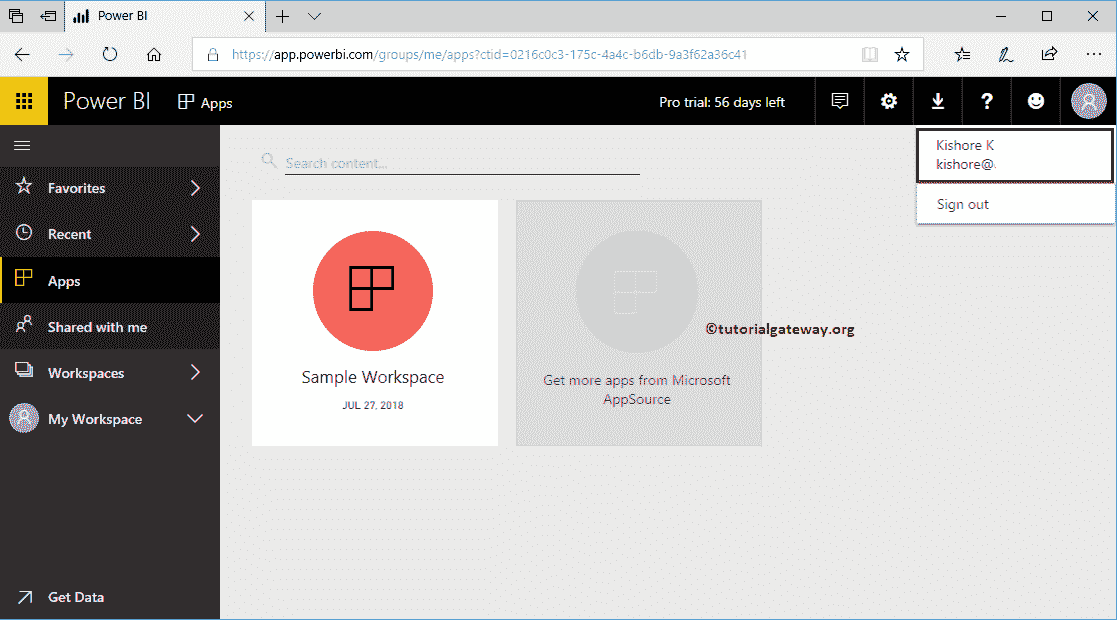 Power BI
https://app.powerbi.com/groups/me/apps?ctid=0216c0c3-175c-4a4c-b6db-9a3f62a36c41
Power BI Apps Pro trial: 56 days left
Kishore K
kishore@.
Sign out
Search content...
Favorites
Recent
Apps
Shared with me
Workspaces
My Workspace
Get Data
Sample Workspace
JUL 27, 2018
Get more apps from Microsoft
AppSource
©tutorialgateway.org